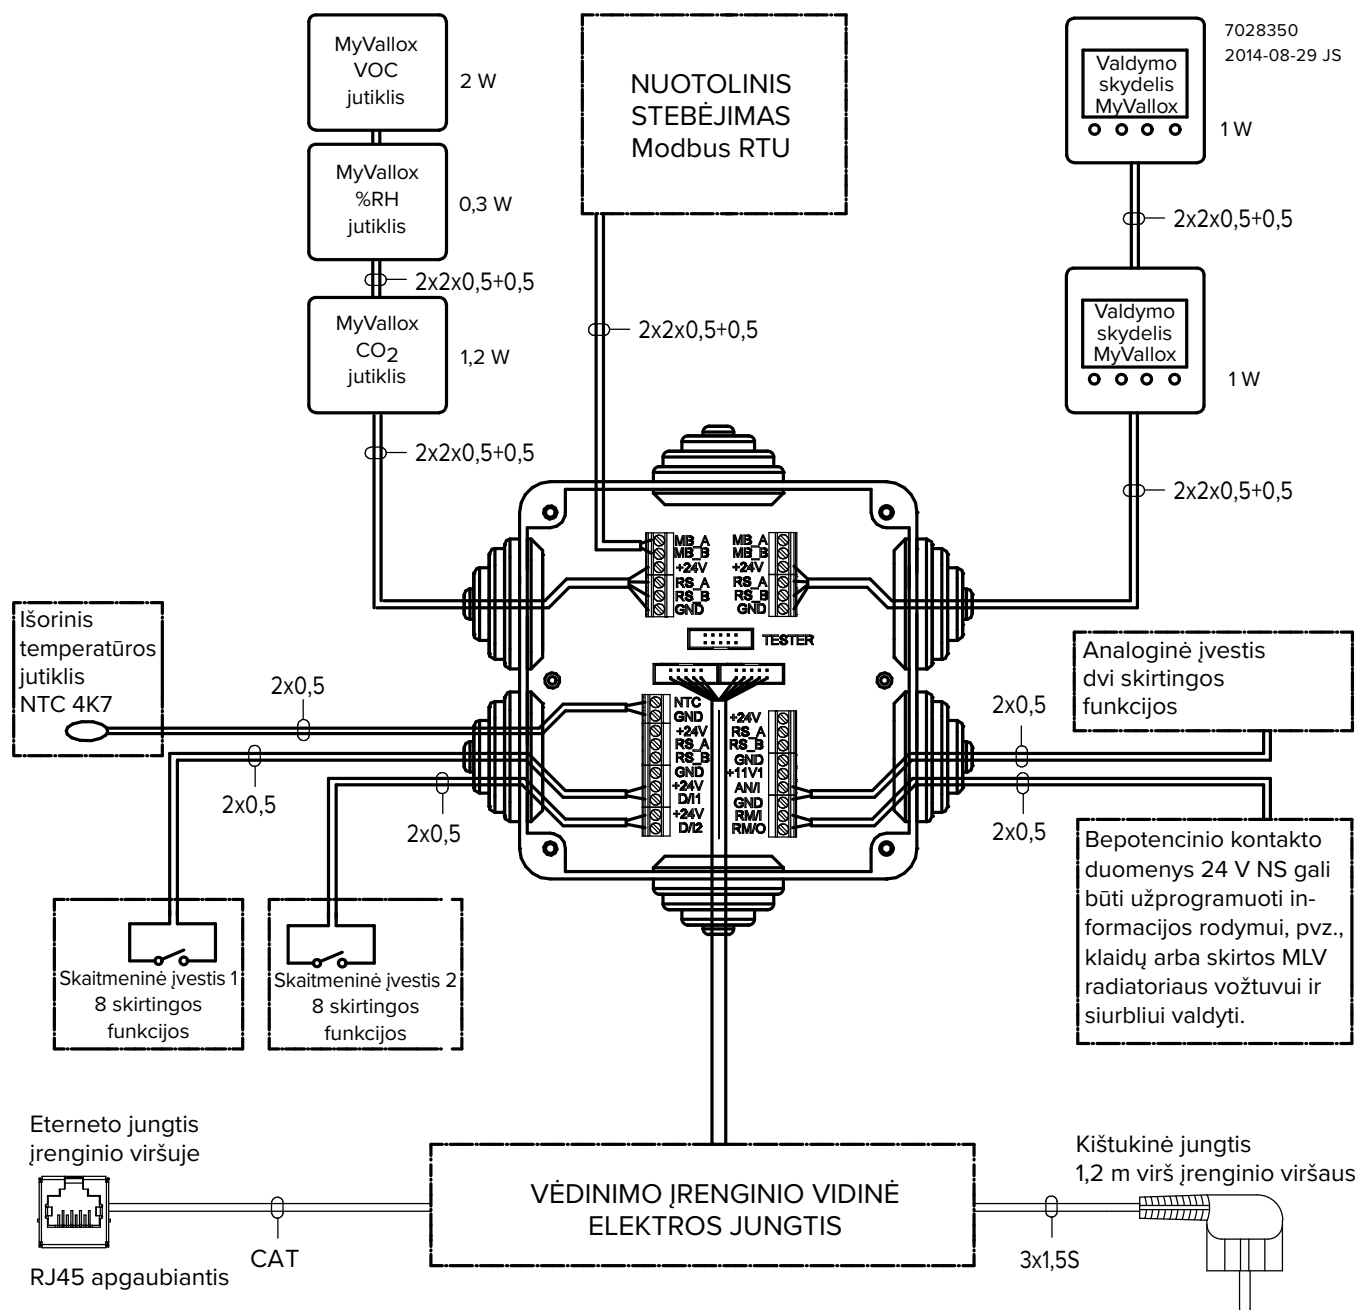 MyVallox
VOC
jutiklis
2 W
MyVallox
%RH
jutiklis
0,3 W
2x2x0,5+0,5
MyVallox
CO2
jutiklis
1,2 W
2x2x0,5+0,5
NUOTOLINIS
STEBĖJIMAS
Modbus RTU
2x2x0,5+0,5
7028350
2014-08-29 JS
Valdymo
skydelis
MyVallox
1 W
2x2x0,5+0,5
Valdymo
skydelis
MyVallox
1 W
2x2x0,5+0,5
MB_A
MB_B
+24V
RS_A
RS_B
GND
MB_A
MB_B
+24V
RS_A
RS_B
GND
TESTER
NTC
GND
+24V
RS_A
RS_B
GND
+24V
D/I1
+24V
D/I2
+24V
RS_A
RS_B
GND
+11V1
AN/I
GND
RM/I
RM/O
Išorinis
temperatūros
jutiklis
NTC 4K7
2x0,5
2x0,5
2x0,5
Skaitmeninė įvestis 1
8 skirtingos
funkcijos
Skaitmeninė įvestis 2
8 skirtingos
funkcijos
Analoginė įvestis
dvi skirtingos
funkcijos
2x0,5
2x0,5
Bepotencinio kontakto
duomenys 24 V NS gali
būti užprogramuoti in-
formacijos rodymui, pvz.,
klaidų arba skirtos MLV
radiatoriaus vožtuvui ir
siurbliui valdyti.
Eterneto jungtis
įrenginio viršuje
RJ45 apgaubiantis
CAT
VĖDINIMO ĮRENGINIO VIDINĖ
ELEKTROS JUNGTIS
3x1,5S
Kištukinė jungtis
1,2 m virš įrenginio viršaus